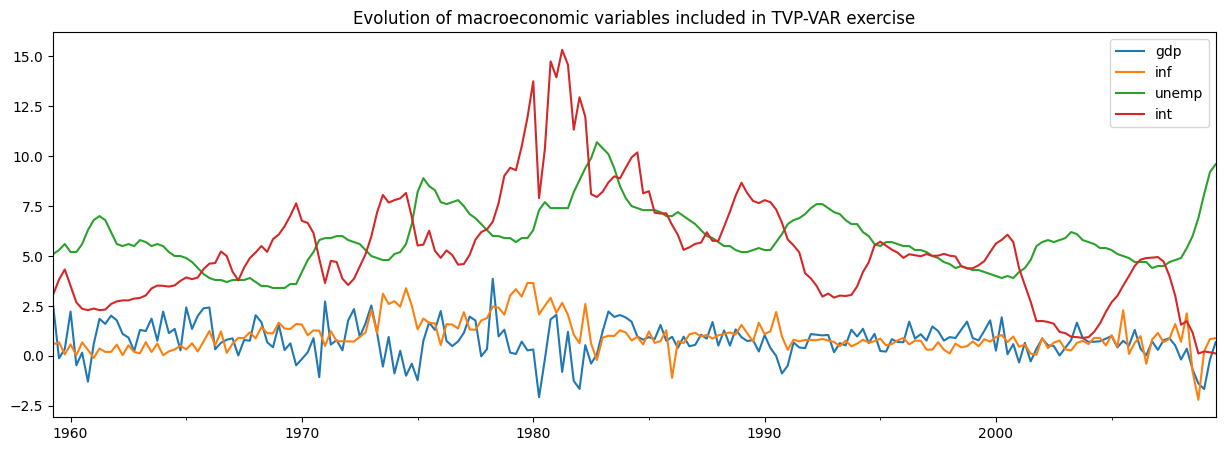 Evolution of macroeconomic variables included in TVP-VAR exercise
15.0
12.5
10.0
7.5
5.0
2.5
0.0
−2.5
gdp
inf
unemp
int
1960
1970
1980
1990
2000